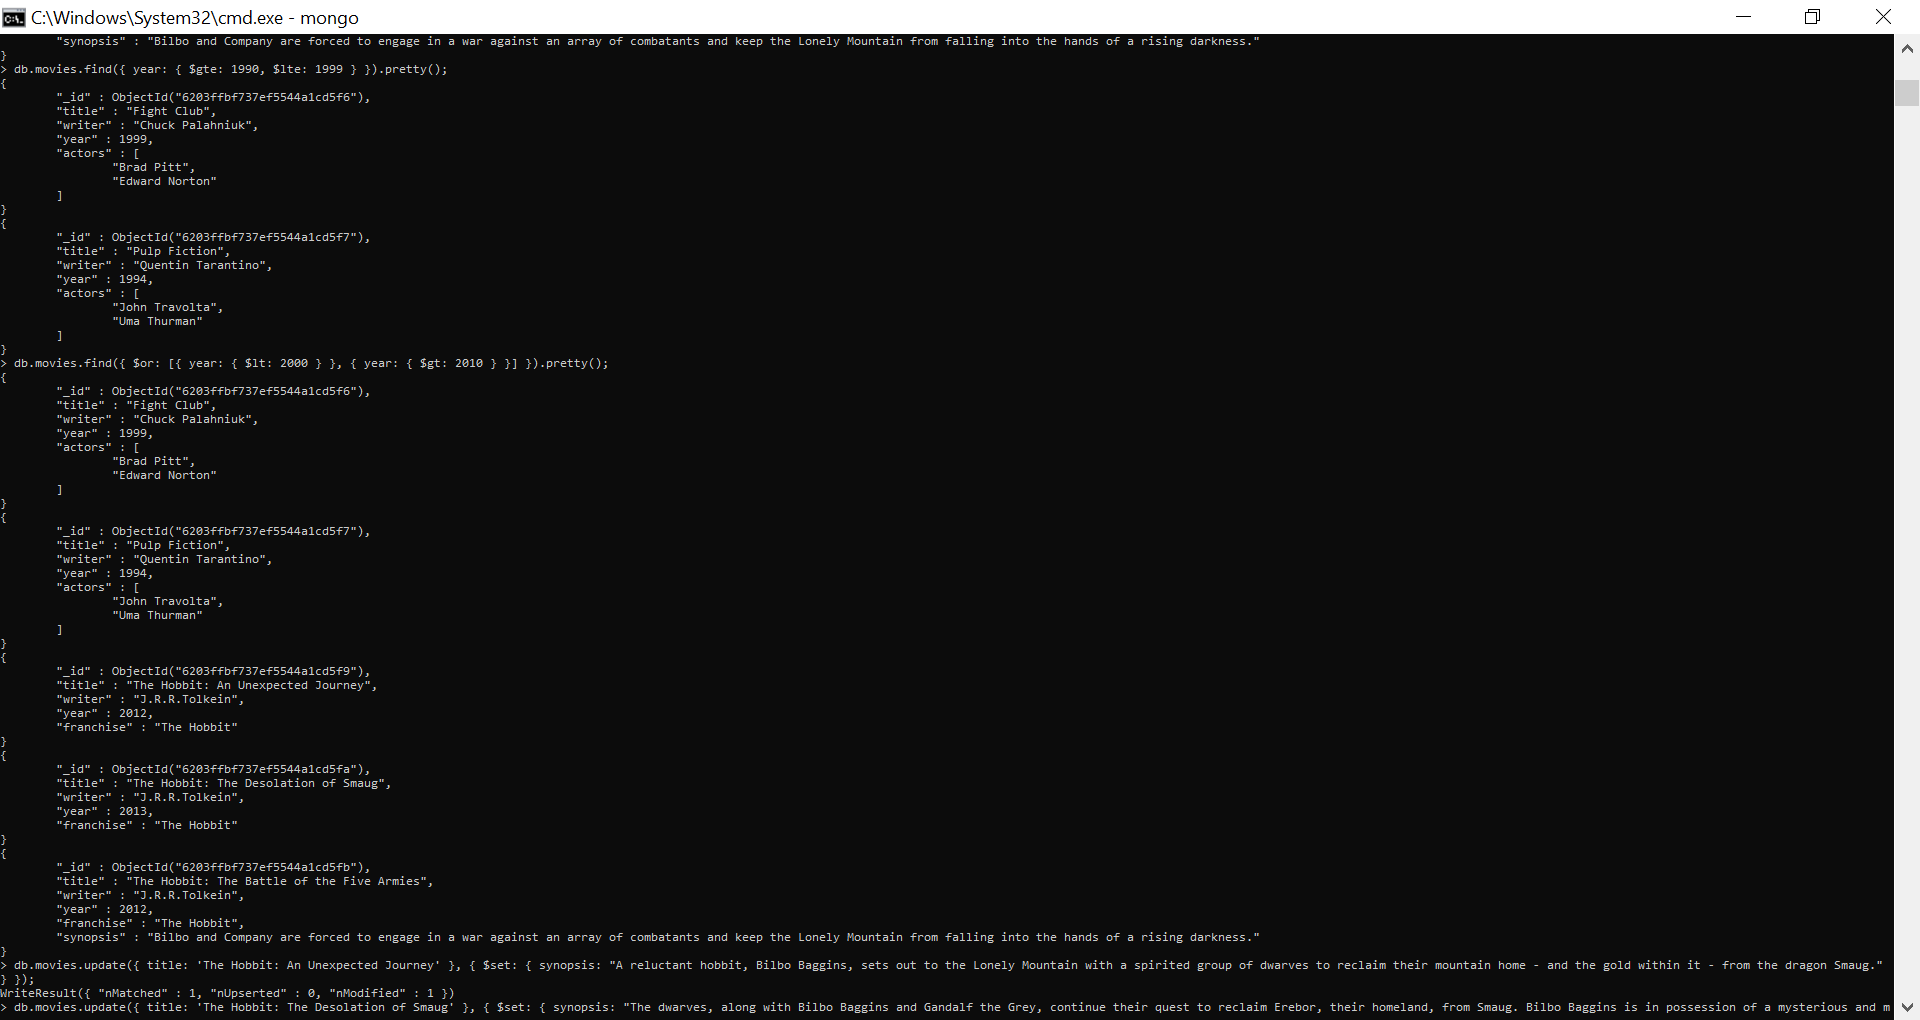 C:\Windows\System32\cmd.exe - mongo
"synopsis" : "Bilbo and Company are forced to engage in a war against an array of combatants and keep the Lonely Mountain from falling into the hands of a rising darkness."
}
> db.movies.find({ year: { $gte: 1990, $lte: 1999 } }).pretty();
{
"_id" : ObjectId("6203ffbf737ef5544a1cd5f6"),
"title" : "Fight Club",
"writer" : "Chuck Palahniuk",
"year" : 1999,
"actors" : [
"Brad Pitt",
"Edward Norton"
]
}
{
"_id" : ObjectId("6203ffbf737ef5544a1cd5f7"),
"title" : "Pulp Fiction",
"writer" : "Quentin Tarantino",
"year" : 1994,
"actors" : [
"John Travolta",
"Uma Thurman"
]
}
> db.movies.find({ $or: [{ year: { $lt: 2000 } }, { year: { $gt: 2010 } }] }).pretty();
{
"_id" : ObjectId("6203ffbf737ef5544a1cd5f6"),
"title" : "Fight Club",
"writer" : "Chuck Palahniuk",
"year" : 1999,
"actors" : [
"Brad Pitt",
"Edward Norton"
]
}
{
"_id" : ObjectId("6203ffbf737ef5544a1cd5f7"),
"title" : "Pulp Fiction",
"writer" : "Quentin Tarantino",
"year" : 1994,
"actors" : [
"John Travolta",
"Uma Thurman"
]
}
{
"_id" : ObjectId("6203ffbf737ef5544a1cd5f9"),
"title" : "The Hobbit: An Unexpected Journey",
"writer" : "J.R.R.Tolkein",
"year" : 2012,
"franchise" : "The Hobbit"
}
{
"_id" : ObjectId("6203ffbf737ef5544a1cd5fa"),
"title" : "The Hobbit: The Desolation of Smaug",
"writer" : "J.R.R.Tolkein",
"year" : 2013,
"franchise" : "The Hobbit"
}
{
"_id" : ObjectId("6203ffbf737ef5544a1cd5fb"),
"title" : "The Hobbit: The Battle of the Five Armies",
"writer" : "J.R.R.Tolkein",
"year" : 2012,
"franchise" : "The Hobbit",
"synopsis" : "Bilbo and Company are forced to engage in a war against an array of combatants and keep the Lonely Mountain from falling into the hands of a rising darkness."
}
> db.movies.update({ title: 'The Hobbit: An Unexpected Journey' }, { $set: { synopsis: "A reluctant hobbit, Bilbo Baggins, sets out to the Lonely Mountain with a spirited group of dwarves to reclaim their mountain home - and the gold within it - from the dragon Smaug."
} });
WriteResult({ "nMatched" : 1, "nUpserted" : 0, "nModified" : 1 })
> db.movies.update({ title: 'The Hobbit: The Desolation of Smaug' }, { $set: { synopsis: "The dwarves, along with Bilbo Baggins and Gandalf the Grey, continue their quest to reclaim Erebor, their homeland, from Smaug. Bilbo Baggins is in possession of a mysterious and m